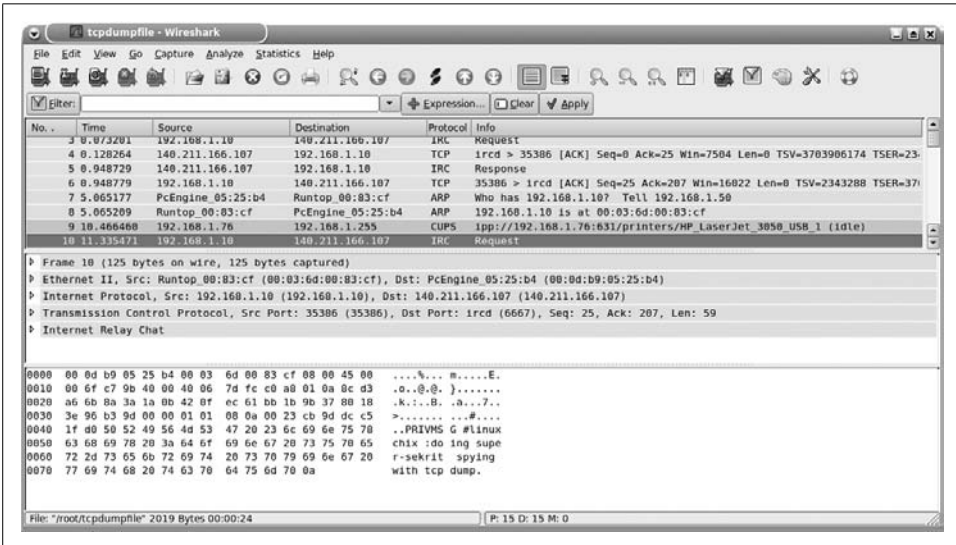 tcpdumpfile - Wireshark
File Edit View Go Capture Analyze Statistics Help
Filter: Expression... Clear Apply
No. . Time Source Destination Protocol Info
3 0.073201 192.168.1.10 140.211.166.107 IRC Request
4 0.128264 140.211.166.107 192.168.1.10 TCP ircd > 35386 [ACK] Seq=0 Ack=25 Win=7504 Len=0 TSV=3703906174 TSER=23
5 0.948729 140.211.166.107 192.168.1.10 IRC Response
6 0.948779 192.168.1.10 140.211.166.107 TCP 35386 > ircd [ACK] Seq=25 Ack=207 Win=16022 Len=0 TSV=2343288 TSER=37
7 5.065177 PcEngine_05:25:b4 Runtop_00:83:cf ARP Who has 192.168.1.10? Tell 192.168.1.50
8 5.065209 Runtop_00:83:cf PcEngine_05:25:b4 ARP 192.168.1.10 is at 00:03:6d:00:83:cf
9 10.466460 192.168.1.76 192.168.1.255 CUPS ipp://192.168.1.76:631/printers/HP_LaserJet_3050_USB_1 (idle)
10 11.335471 192.168.1.10 140.211.166.107 IRC Request
Frame 10 (125 bytes on wire, 125 bytes captured)
Ethernet II, Src: Runtop_00:83:cf (00:03:6d:00:83:cf), Dst: PcEngine_05:25:b4 (00:0d:b9:05:25:b4)
Internet Protocol, Src: 192.168.1.10 (192.168.1.10), Dst: 140.211.166.107 (140.211.166.107)
Transmission Control Protocol, Src Port: 35386 (35386), Dst Port: ircd (6667), Seq: 25, Ack: 207, Len: 59
Internet Relay Chat
0000 00 0d b9 05 25 b4 00 03 6d 00 83 cf 08 00 45 00 ....%... m.....E.
0010 00 6f c7 9b 40 00 40 06 7d fc c0 a8 01 0a 8c d3 .o..@.@. }.......
0020 a6 6b 8a 3a 1a 0b 42 0f ec 61 bb 1b 9b 37 80 18 .k.:..B. .a...7..
0030 3e 96 b3 9d 00 00 01 01 08 0a 00 23 cb 9d dc c5 >....... ...#....
0040 1f d0 50 52 49 56 4d 53 47 20 23 6c 69 6e 75 78 ..PRIVMS G #linux
0050 63 68 69 78 20 3a 64 6f 69 6e 67 20 73 75 70 65 chix :do ing supe
0060 72 2d 73 65 6b 72 69 74 20 73 70 79 69 6e 67 20 r-sekrit spying
0070 77 69 74 68 20 74 63 70 64 75 6d 70 0a with tcp dump.
File: "/root/tcpdumpfile" 2019 Bytes 00:00:24 P: 15 D: 15 M: 0